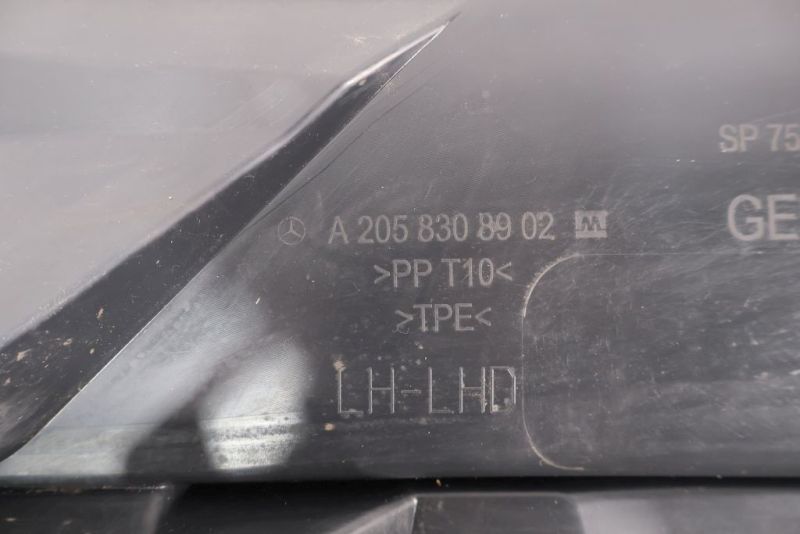 SP 75
A 205 830 89 02
GE
>PP T10<
>TPE<
LH-LHD